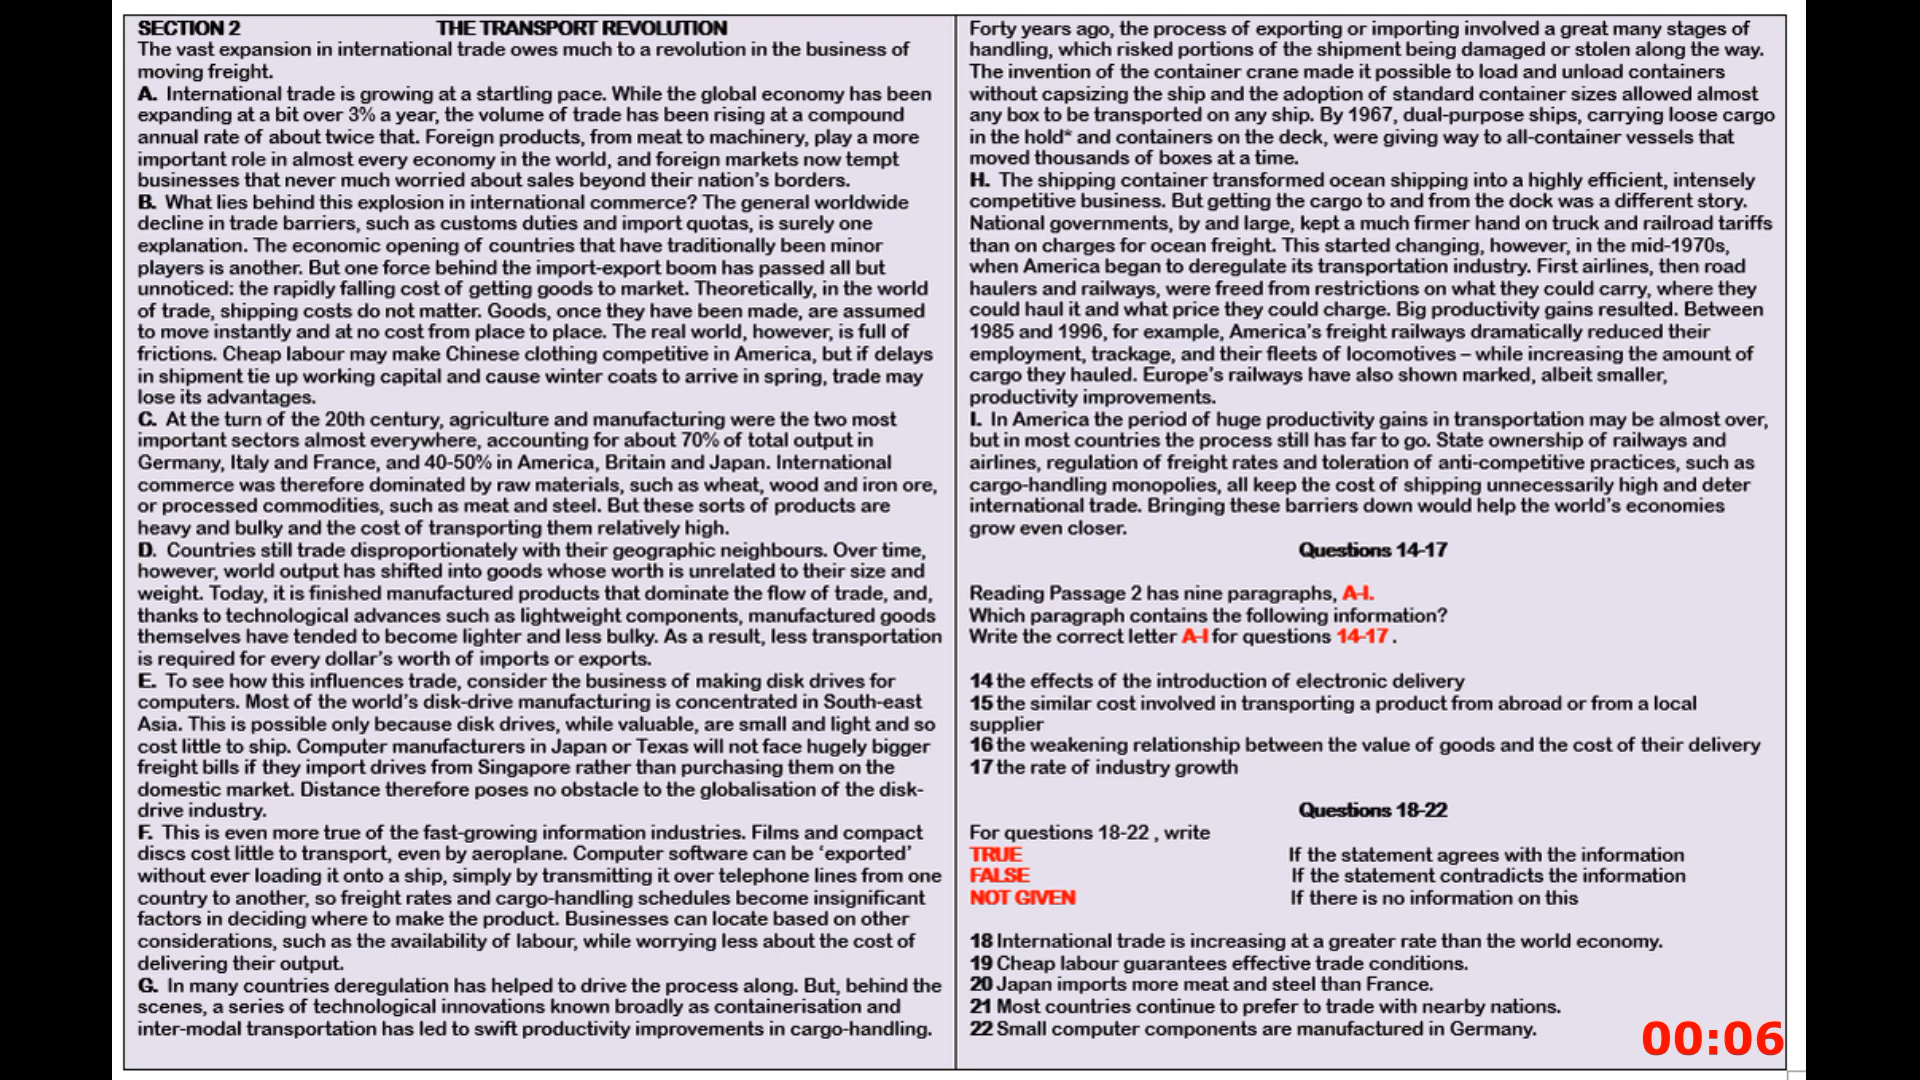 SECTION 2 THE TRANSPORT REVOLUTION
The vast expansion in international trade owes much to a revolution in the business of
moving freight.
A. International trade is growing at a startling pace. While the global economy has been
expanding at a bit over 3% a year, the volume of trade has been rising at a compound
annual rate of about twice that. Foreign products, from meat to machinery, play a more
important role in almost every economy in the world, and foreign markets now tempt
businesses that never much worried about sales beyond their nation's borders.
B. What lies behind this explosion in international commerce? The general worldwide
decline in trade barriers, such as customs duties and import quotas, is surely one
explanation. The economic opening of countries that have traditionally been minor
players is another. But one force behind the import-export boom has passed all but
unnoticed: the rapidly falling cost of getting goods to market. Theoretically, in the world
of trade, shipping costs do not matter. Goods, once they have been made, are assumed
to move instantly and at no cost from place to place. The real world, however, is full of
frictions. Cheap labour may make Chinese clothing competitive in America, but if delays
in shipment tie up working capital and cause winter coats to arrive in spring, trade may
lose its advantages.
C. At the turn of the 20th century, agriculture and manufacturing were the two most
important sectors almost everywhere, accounting for about 70% of total output in
Germany, Italy and France, and 40-50% in America, Britain and Japan. International
commerce was therefore dominated by raw materials, such as wheat, wood and iron ore,
or processed commodities, such as meat and steel. But these sorts of products are
heavy and bulky and the cost of transporting them relatively high.
D. Countries still trade disproportionately with their geographic neighbours. Over time,
however, world output has shifted into goods whose worth is unrelated to their size and
weight. Today, it is finished manufactured products that dominate the flow of trade, and,
thanks to technological advances such as lightweight components, manufactured goods
themselves have tended to become lighter and less bulky. As a result, less transportation
is required for every dollar's worth of imports or exports.
E. To see how this influences trade, consider the business of making disk drives for
computers. Most of the world's disk-drive manufacturing is concentrated in South-east
Asia. This is possible only because disk drives, while valuable, are small and light and so
cost little to ship. Computer manufacturers in Japan or Texas will not face hugely bigger
freight bills if they import drives from Singapore rather than purchasing them on the
domestic market. Distance therefore poses no obstacle to the globalisation of the disk-
drive industry.
F. This is even more true of the fast-growing information industries. Films and compact
discs cost little to transport, even by aeroplane. Computer software can be 'exported'
without ever loading it onto a ship, simply by transmitting it over telephone lines from one
country to another, so freight rates and cargo-handling schedules become insignificant
factors in deciding where to make the product. Businesses can locate based on other
considerations, such as the availability of labour, while worrying less about the cost of
delivering their output.
G. In many countries deregulation has helped to drive the process along. But, behind the
scenes, a series of technological innovations known broadly as containerisation and
inter-modal transportation has led to swift productivity improvements in cargo-handling.
Forty years ago, the process of exporting or importing involved a great many stages of
handling, which risked portions of the shipment being damaged or stolen along the way.
The invention of the container crane made it possible to load and unload containers
without capsizing the ship and the adoption of standard container sizes allowed almost
any box to be transported on any ship. By 1967, dual-purpose ships, carrying loose cargo
in the hold* and containers on the deck, were giving way to all-container vessels that
moved thousands of boxes at a time.
H. The shipping container transformed ocean shipping into a highly efficient, intensely
competitive business. But getting the cargo to and from the dock was a different story.
National governments, by and large, kept a much firmer hand on truck and railroad tariffs
than on charges for ocean freight. This started changing, however, in the mid-1970s,
when America began to deregulate its transportation industry. First airlines, then road
haulers and railways, were freed from restrictions on what they could carry, where they
could haul it and what price they could charge. Big productivity gains resulted. Between
1985 and 1996, for example, America's freight railways dramatically reduced their
employment, trackage, and their fleets of locomotives – while increasing the amount of
cargo they hauled. Europe's railways have also shown marked, albeit smaller,
productivity improvements.
I. In America the period of huge productivity gains in transportation may be almost over,
but in most countries the process still has far to go. State ownership of railways and
airlines, regulation of freight rates and toleration of anti-competitive practices, such as
cargo-handling monopolies, all keep the cost of shipping unnecessarily high and deter
international trade. Bringing these barriers down would help the world's economies
grow even closer.
Questions 14-17
Reading Passage 2 has nine paragraphs, A-I.
Which paragraph contains the following information?
Write the correct letter A-I for questions 14-17 .
14 the effects of the introduction of electronic delivery
15 the similar cost involved in transporting a product from abroad or from a local
supplier
16 the weakening relationship between the value of goods and the cost of their delivery
17 the rate of industry growth
Questions 18-22
For questions 18-22 , write
TRUE If the statement agrees with the information
FALSE If the statement contradicts the information
NOT GIVEN If there is no information on this
18 International trade is increasing at a greater rate than the world economy.
19 Cheap labour guarantees effective trade conditions.
20 Japan imports more meat and steel than France.
21 Most countries continue to prefer to trade with nearby nations.
22 Small computer components are manufactured in Germany.
00:06